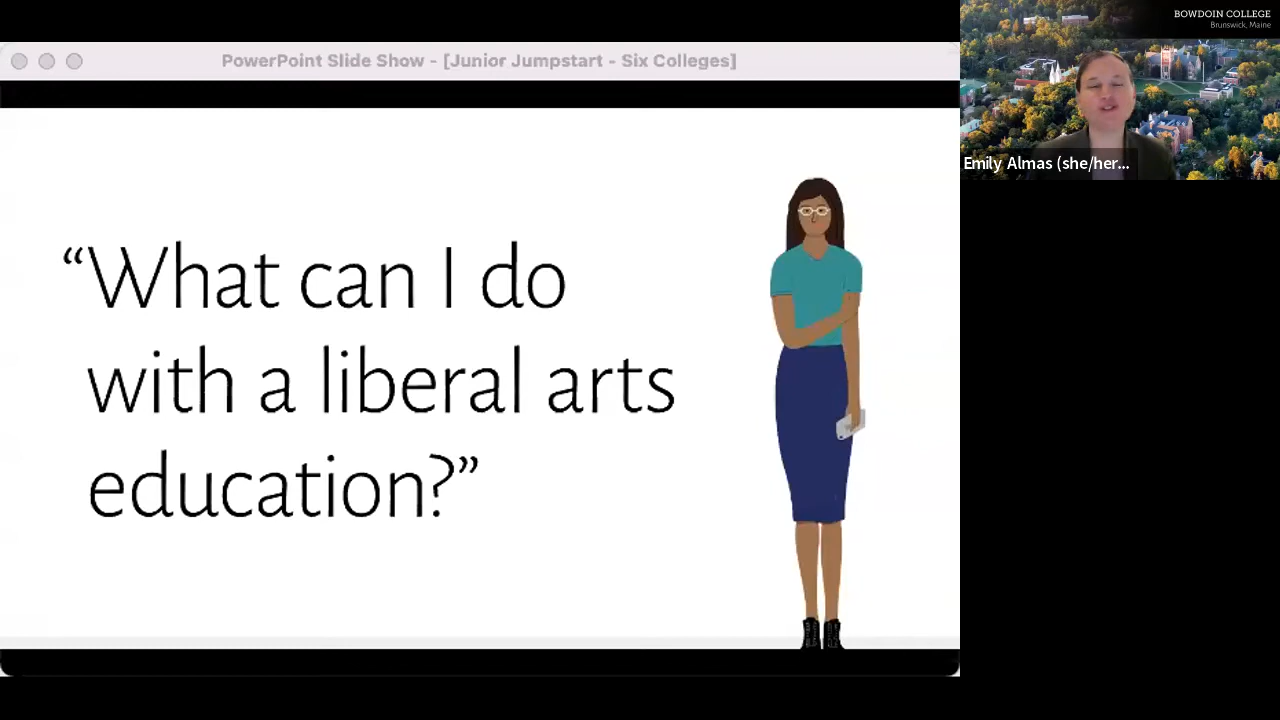 BOWDOIN COLLEGE
Brunswick, Maine
PowerPoint Slide Show - [Junior Jumpstart - Six Colleges]
Emily Almas (she/her...
“What can I do
with a liberal arts
education?”